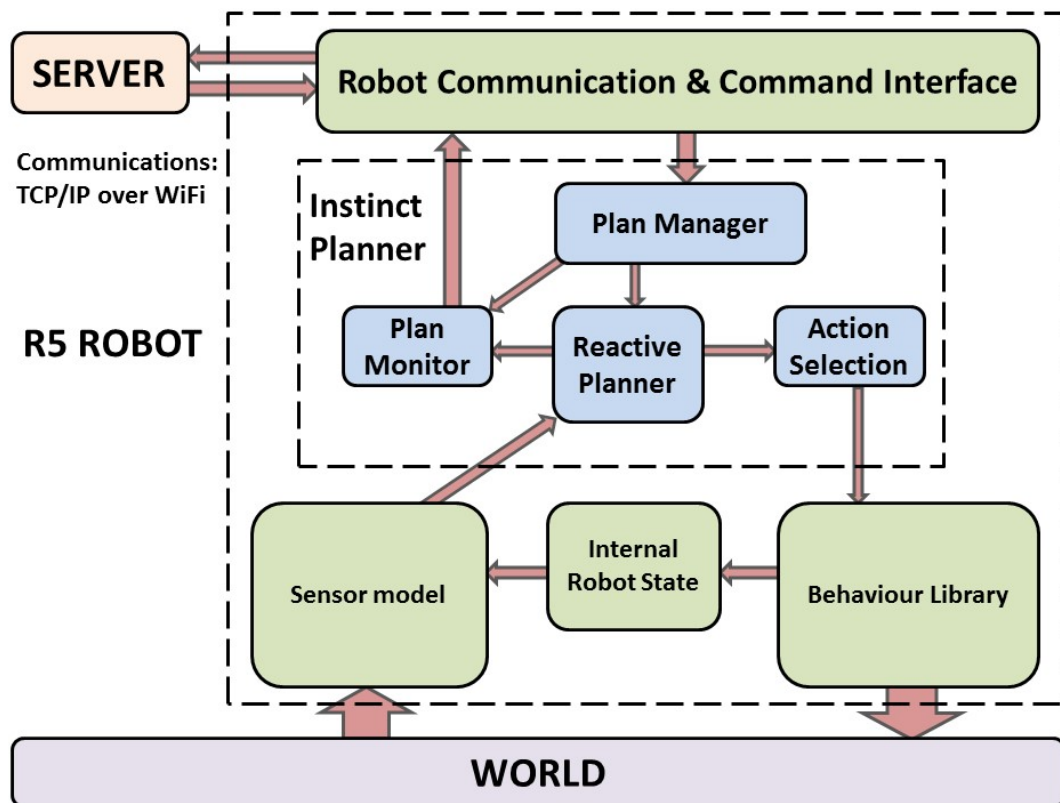 SERVER
Robot Communication & Command Interface
Communications:
TCP/IP over WiFi
Instinct
Planner
Plan Manager
R5 ROBOT
Plan
Monitor
Reactive
Planner
Action
Selection
Sensor model
Internal
Robot State
Behaviour Library
WORLD